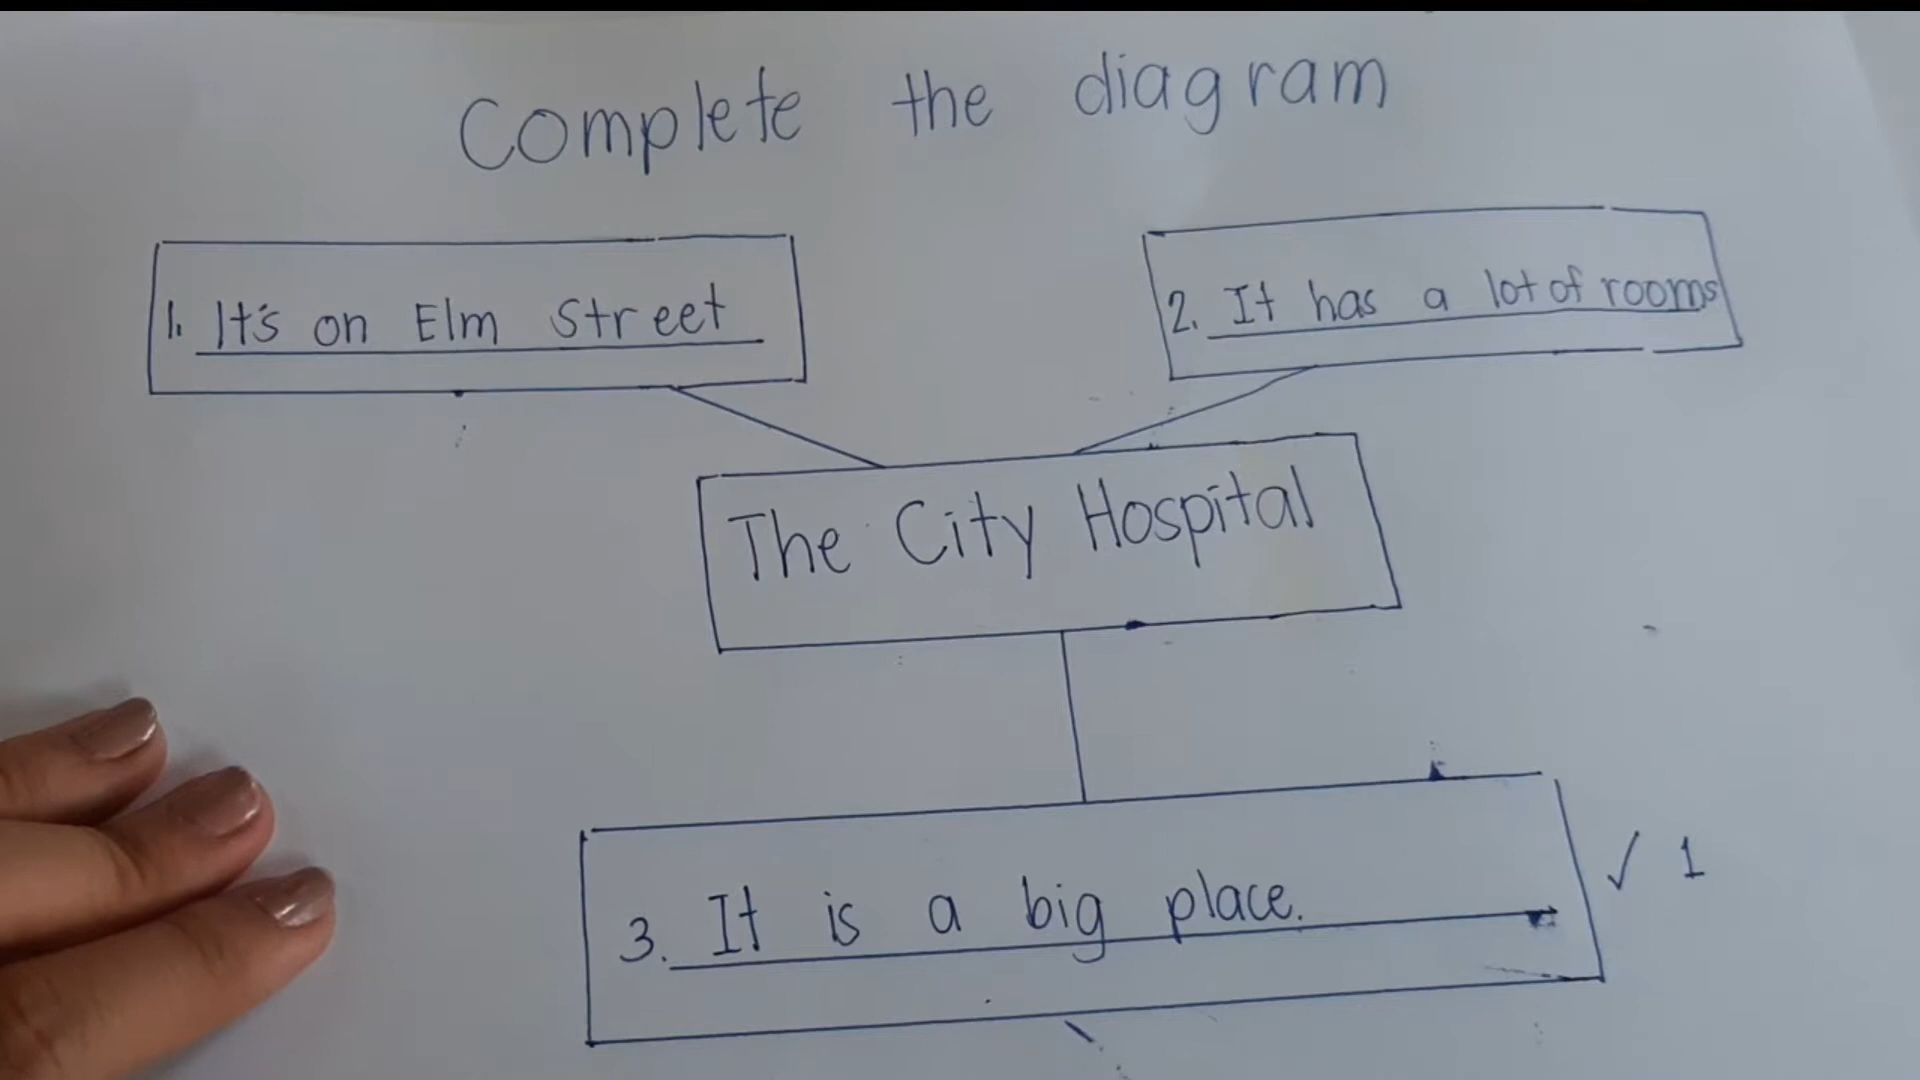 Complete the diagram
1. It's on Elm Street
2. It has a lot of rooms
The City Hospital
3. It is a big place.
✓ 1